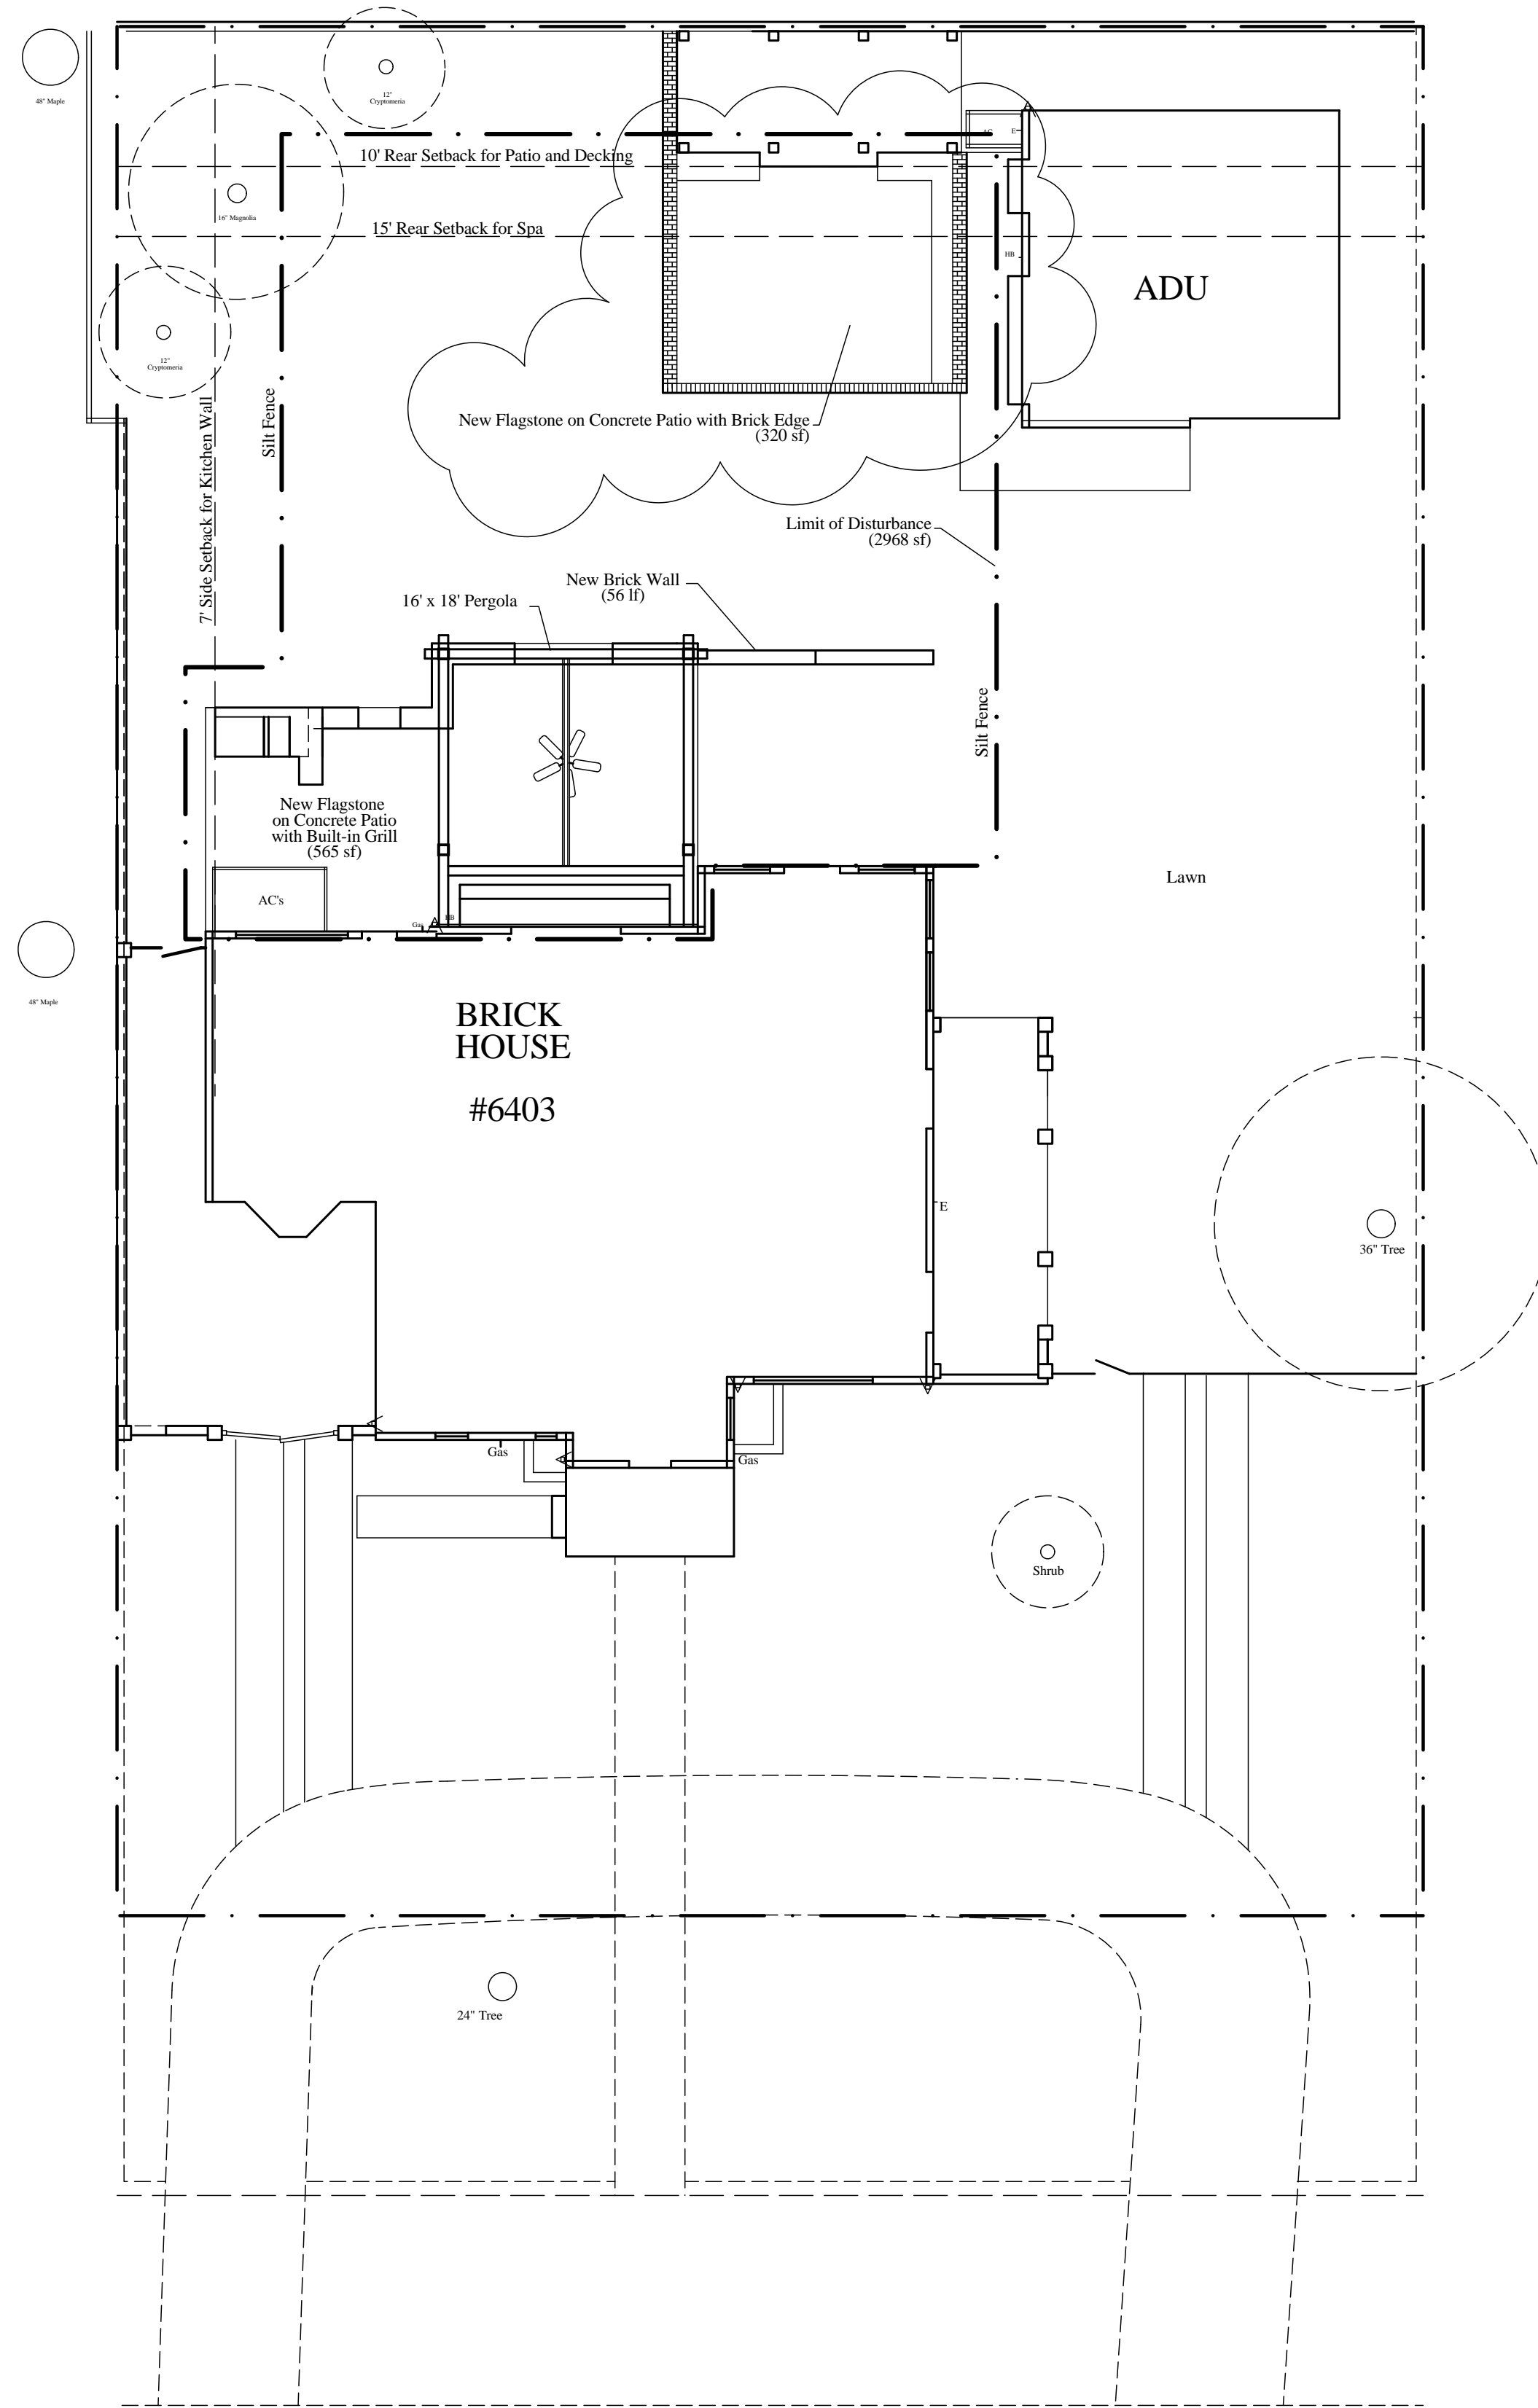 48" Maple
12"
Cryptomeria
AC
E
10' Rear Setback for Patio and Decking
16" Magnolia
15' Rear Setback for Spa
HB
ADU
12"
Cryptomeria
7' Side Setback for Kitchen Wall
Silt Fence
New Flagstone on Concrete Patio with Brick Edge
(320 sf)
Limit of Disturbance
(2968 sf)
New Brick Wall
(56 lf)
16' x 18' Pergola
Silt Fence
New Flagstone
on Concrete Patio
with Built-in Grill
(565 sf)
Lawn
AC's
Gas
HB
48" Maple
BRICK
HOUSE
#6403
E
36" Tree
Gas
Gas
Shrub
24" Tree